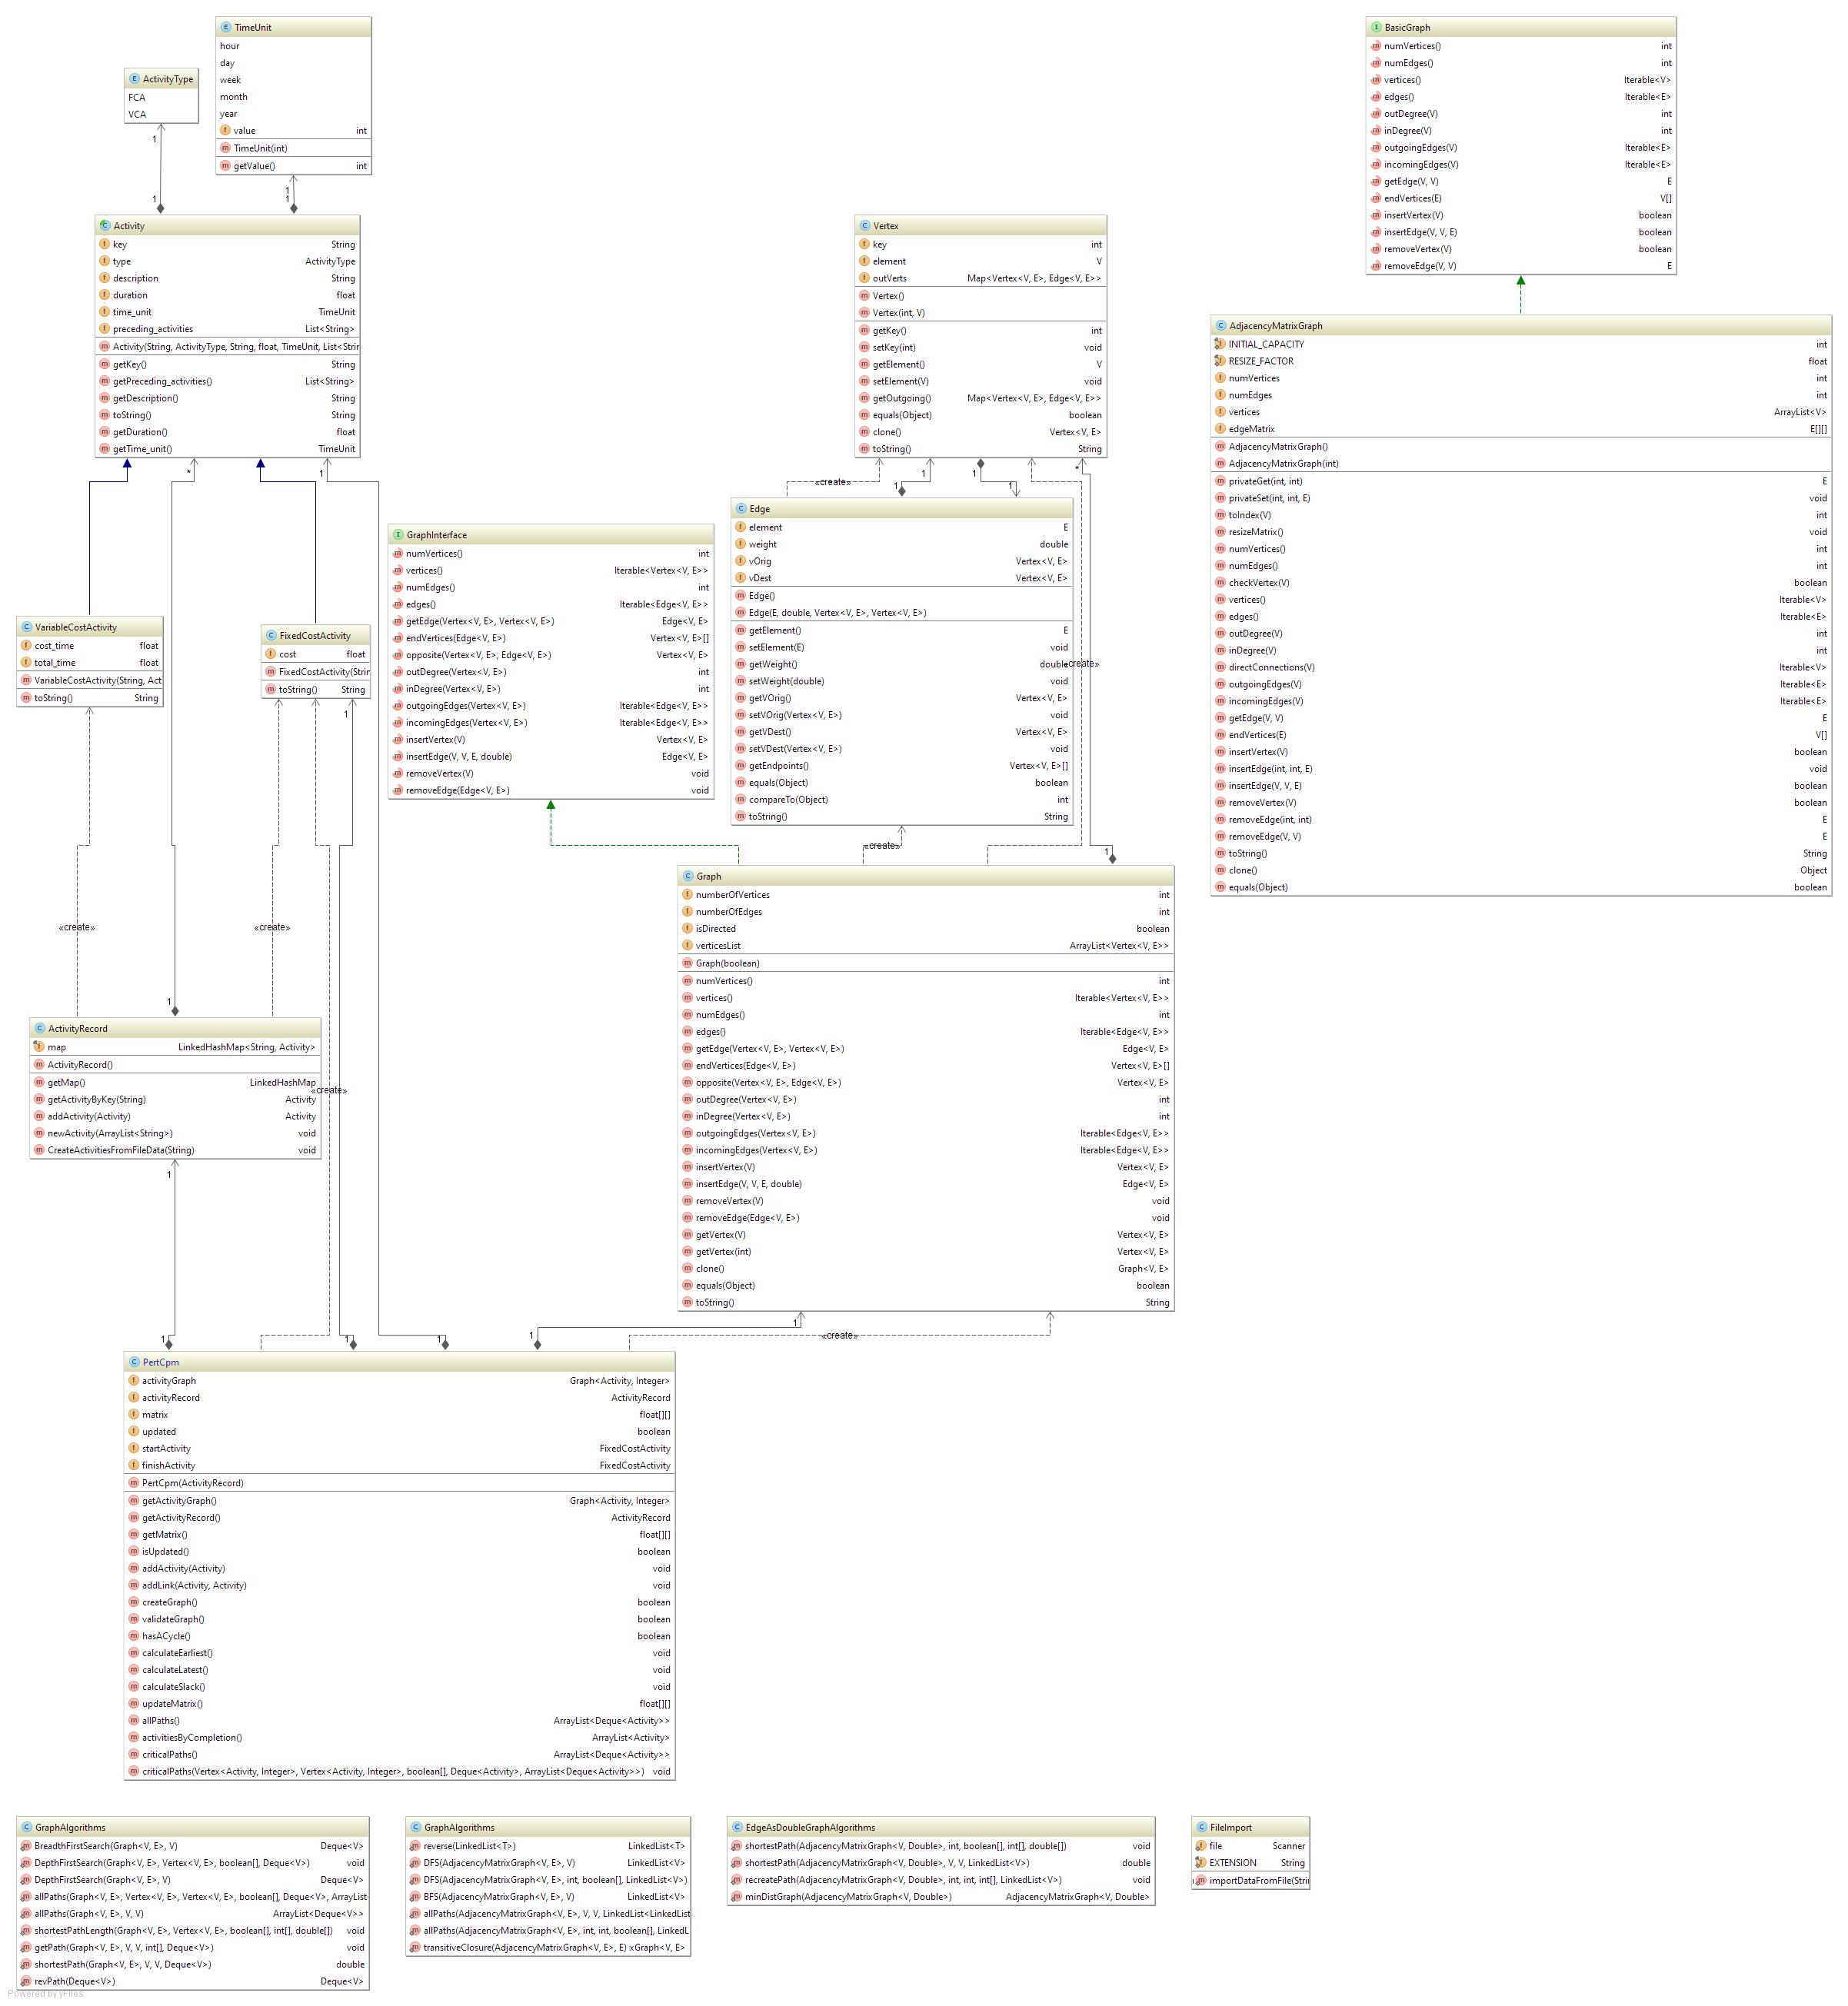 TimeUnit
hour
day
week
month
year
value int
TimeUnit(int)
getValue() int
ActivityType
FCA
VCA
1
1
1
1
BasicGraph
numVertices() int
numEdges() int
vertices() Iterable<V>
edges() Iterable<E>
outDegree(V) int
inDegree(V) int
outgoingEdges(V) Iterable<E>
incomingEdges(V) Iterable<E>
getEdge(V, V) E
endVertices(E) V[]
insertVertex(V) boolean
insertEdge(V, V, E) boolean
removeVertex(V) boolean
removeEdge(V, V) E
Activity
key String
type ActivityType
description String
duration float
time_unit TimeUnit
preceding_activities List<String>
Activity(String, ActivityType, String, float, TimeUnit, List<Strin
getKey() String
getPreceding_activities() List<String>
getDescription() String
toString() String
getDuration() float
getTime_unit() TimeUnit
* 1
Vertex
key int
element V
outVerts Map<Vertex<V, E>, Edge<V, E>>
Vertex()
Vertex(int, V)
getKey() int
setKey(int) void
getElement() V
setElement(V) void
getOutgoing() Map<Vertex<V, E>, Edge<V, E>>
equals(Object) boolean
clone() Vertex<V, E>
toString() String
1 1 *
«create» 1 1
AdjacencyMatrixGraph
INITIAL_CAPACITY int
RESIZE_FACTOR float
numVertices int
numEdges int
vertices ArrayList<V>
edgeMatrix E[][]
AdjacencyMatrixGraph()
AdjacencyMatrixGraph(int)
privateGet(int, int) E
privateSet(int, int, E) void
toIndex(V) int
resizeMatrix() void
numVertices() int
numEdges() int
checkVertex(V) boolean
vertices() Iterable<V>
edges() Iterable<E>
outDegree(V) int
inDegree(V) int
directConnections(V) Iterable<V>
outgoingEdges(V) Iterable<E>
incomingEdges(V) Iterable<E>
getEdge(V, V) E
endVertices(E) V[]
insertVertex(V) boolean
insertEdge(int, int, E) void
insertEdge(V, V, E) boolean
removeVertex(V) boolean
removeEdge(int, int) E
removeEdge(V, V) E
toString() String
clone() Object
equals(Object) boolean
GraphInterface
numVertices() int
vertices() Iterable<Vertex<V, E>>
numEdges() int
edges() Iterable<Edge<V, E>>
getEdge(Vertex<V, E>, Vertex<V, E>) Edge<V, E>
endVertices(Edge<V, E>) Vertex<V, E>[]
opposite(Vertex<V, E>, Edge<V, E>) Vertex<V, E>
outDegree(Vertex<V, E>) int
inDegree(Vertex<V, E>) int
outgoingEdges(Vertex<V, E>) Iterable<Edge<V, E>>
incomingEdges(Vertex<V, E>) Iterable<Edge<V, E>>
insertVertex(V) Vertex<V, E>
insertEdge(V, V, E, double) Edge<V, E>
removeVertex(V) void
removeEdge(Edge<V, E>) void
Edge
element E
weight double
vOrig Vertex<V, E>
vDest Vertex<V, E>
Edge()
Edge(E, double, Vertex<V, E>, Vertex<V, E>)
getElement() E
setElement(E) void
getWeight() double
«create»
setWeight(double) void
getVOrig() Vertex<V, E>
setVOrig(Vertex<V, E>) void
getVDest() Vertex<V, E>
setVDest(Vertex<V, E>) void
getEndpoints() Vertex<V, E>[]
equals(Object) boolean
compareTo(Object) int
toString() String
VariableCostActivity
cost_time float
total_time float
VariableCostActivity(String, Act
toString() String
FixedCostActivity
cost float
FixedCostActivity(Strin
toString() String
1
«create» 1
Graph
numberOfVertices int
numberOfEdges int
isDirected boolean
verticesList ArrayList<Vertex<V, E>>
Graph(boolean)
numVertices() int
vertices() Iterable<Vertex<V, E>>
numEdges() int
edges() Iterable<Edge<V, E>>
getEdge(Vertex<V, E>, Vertex<V, E>) Edge<V, E>
endVertices(Edge<V, E>) Vertex<V, E>[]
opposite(Vertex<V, E>, Edge<V, E>) Vertex<V, E>
outDegree(Vertex<V, E>) int
inDegree(Vertex<V, E>) int
outgoingEdges(Vertex<V, E>) Iterable<Edge<V, E>>
incomingEdges(Vertex<V, E>) Iterable<Edge<V, E>>
insertVertex(V) Vertex<V, E>
insertEdge(V, V, E, double) Edge<V, E>
removeVertex(V) void
removeEdge(Edge<V, E>) void
getVertex(V) Vertex<V, E>
getVertex(int) Vertex<V, E>
clone() Graph<V, E>
equals(Object) boolean
toString() String
«create» «create»
1
ActivityRecord
map LinkedHashMap<String, Activity>
ActivityRecord()
getMap() LinkedHashMap
«create»
getActivityByKey(String) Activity
addActivity(Activity) Activity
newActivity(ArrayList<String>) void
CreateActivitiesFromFileData(String) void
1
1
1 1 1 1 «create»
PertCpm
activityGraph Graph<Activity, Integer>
activityRecord ActivityRecord
matrix float[][]
updated boolean
startActivity FixedCostActivity
finishActivity FixedCostActivity
PertCpm(ActivityRecord)
getActivityGraph() Graph<Activity, Integer>
getActivityRecord() ActivityRecord
getMatrix() float[][]
isUpdated() boolean
addActivity(Activity) void
addLink(Activity, Activity) void
createGraph() boolean
validateGraph() boolean
hasACycle() boolean
calculateEarliest() void
calculateLatest() void
calculateSlack() void
updateMatrix() float[][]
allPaths() ArrayList<Deque<Activity>>
activitiesByCompletion() ArrayList<Activity>
criticalPaths() ArrayList<Deque<Activity>>
criticalPaths(Vertex<Activity, Integer>, Vertex<Activity, Integer>, boolean[], Deque<Activity>, ArrayList<Deque<Activity>>) void
GraphAlgorithms
BreadthFirstSearch(Graph<V, E>, V) Deque<V>
DepthFirstSearch(Graph<V, E>, Vertex<V, E>, boolean[], Deque<V>) void
DepthFirstSearch(Graph<V, E>, V) Deque<V>
allPaths(Graph<V, E>, Vertex<V, E>, Vertex<V, E>, boolean[], Deque<V>, ArrayList
allPaths(Graph<V, E>, V, V) ArrayList<Deque<V>>
shortestPathLength(Graph<V, E>, Vertex<V, E>, boolean[], int[], double[]) void
getPath(Graph<V, E>, V, V, int[], Deque<V>) void
shortestPath(Graph<V, E>, V, V, Deque<V>) double
revPath(Deque<V>) Deque<V>
GraphAlgorithms
reverse(LinkedList<T>) LinkedList<T>
DFS(AdjacencyMatrixGraph<V, E>, V) LinkedList<V>
DFS(AdjacencyMatrixGraph<V, E>, int, boolean[], LinkedList<V>)
BFS(AdjacencyMatrixGraph<V, E>, V) LinkedList<V>
allPaths(AdjacencyMatrixGraph<V, E>, V, V, LinkedList<LinkedList
allPaths(AdjacencyMatrixGraph<V, E>, int, int, boolean[], LinkedL
transitiveClosure(AdjacencyMatrixGraph<V, E>, E) xGraph<V, E>
EdgeAsDoubleGraphAlgorithms
shortestPath(AdjacencyMatrixGraph<V, Double>, int, boolean[], int[], double[]) void
shortestPath(AdjacencyMatrixGraph<V, Double>, V, V, LinkedList<V>) double
recreatePath(AdjacencyMatrixGraph<V, Double>, int, int, int[], LinkedList<V>) void
minDistGraph(AdjacencyMatrixGraph<V, Double>) AdjacencyMatrixGraph<V, Double>
FileImport
file Scanner
EXTENSION String
importDataFromFile(Strin
Powered by yFiles